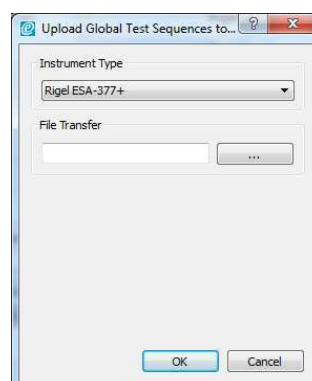 Upload Global Test Sequences to...
Instrument Type
Rigel ESA-377+
File Transfer
...
OK Cancel